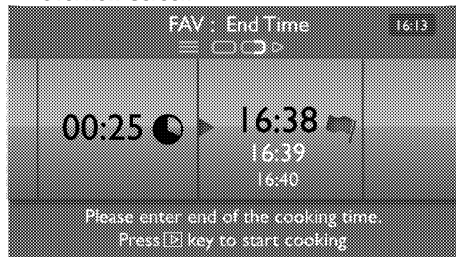 FAV : End Time
16:13
00:25
16:38
16:39
16:40
Please enter end of the cooking time.
Press key to start cooking